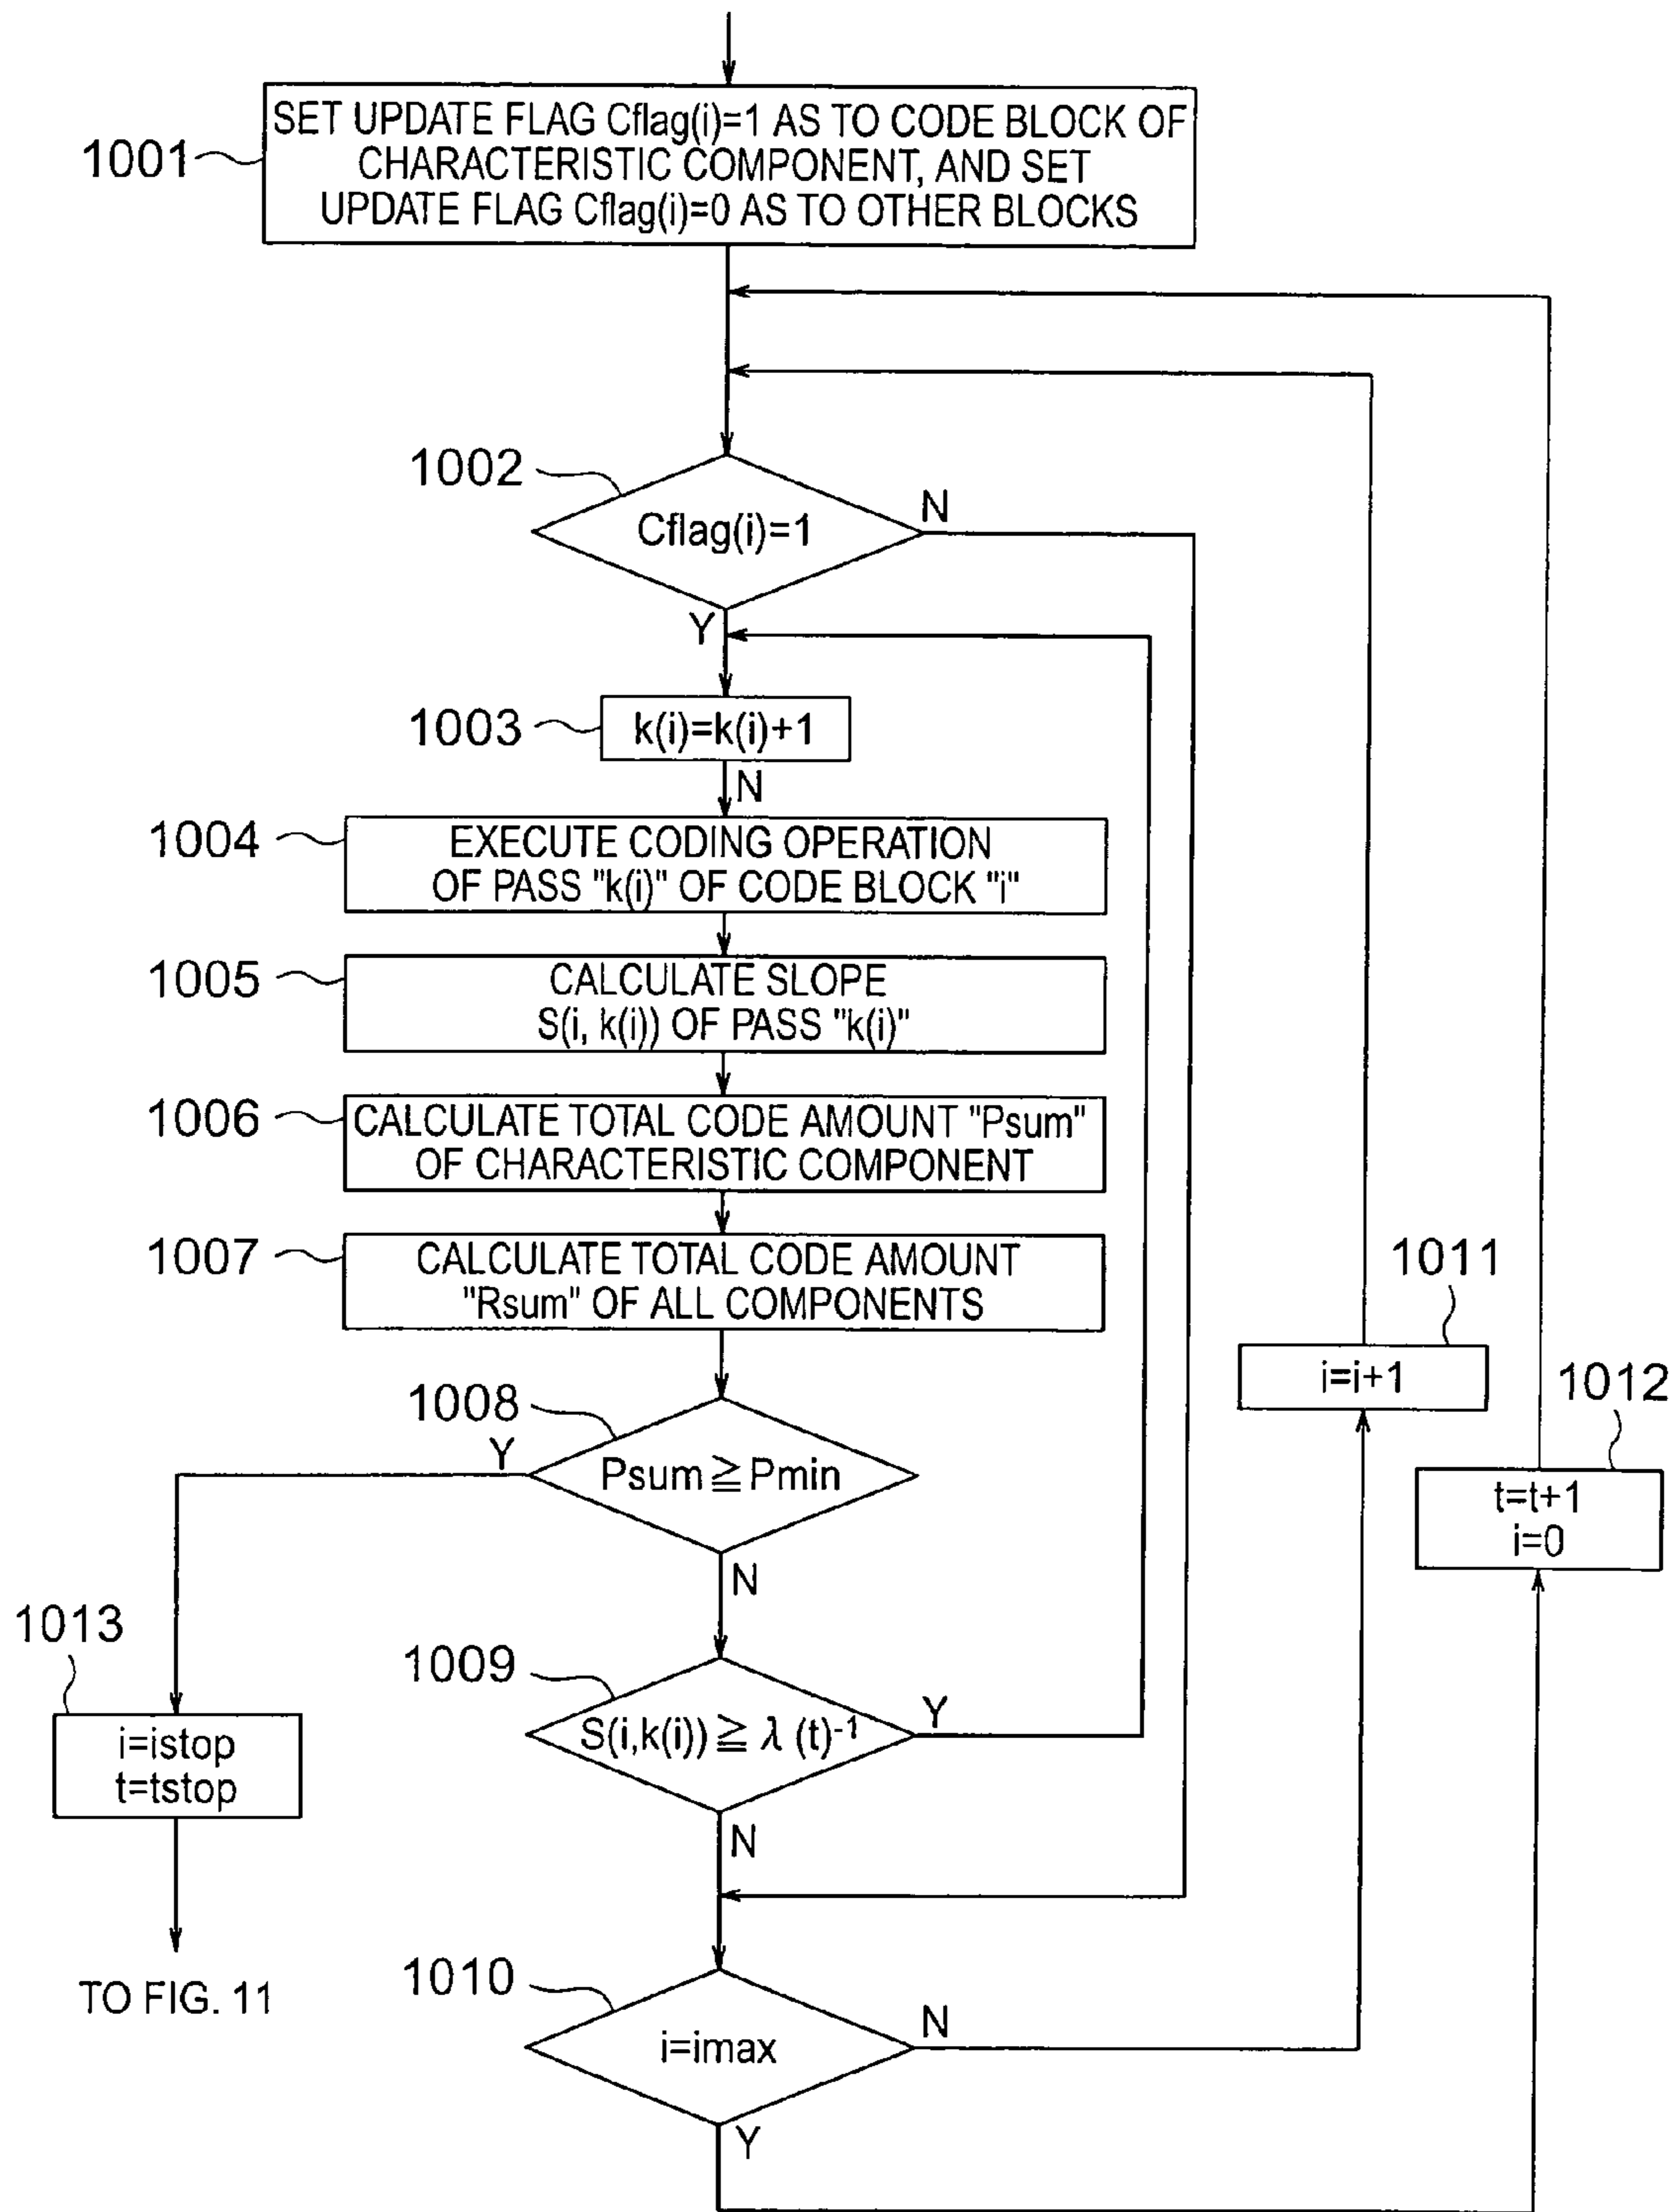 1001
SET UPDATE FLAG Cflag(i)=1 AS TO CODE BLOCK OF
CHARACTERISTIC COMPONENT, AND SET
UPDATE FLAG Cflag(i)=0 AS TO OTHER BLOCKS
1002
Cflag(i)=1
N
Y
1003
k(i)=k(i)+1
N
1004
EXECUTE CODING OPERATION
OF PASS "k(i)" OF CODE BLOCK "i"
1005
CALCULATE SLOPE
S(i, k(i)) OF PASS "k(i)"
1006
CALCULATE TOTAL CODE AMOUNT "Psum"
OF CHARACTERISTIC COMPONENT
1007
CALCULATE TOTAL CODE AMOUNT
"Rsum" OF ALL COMPONENTS
1011
i=i+1
1012
t=t+1
i=0
1008
Y
Psum ≧ Pmin
N
1013
i=istop
t=tstop
TO FIG. 11
1009
S(i,k(i)) ≧ λ (t)⁻¹
Y
N
1010
i=imax
N
Y